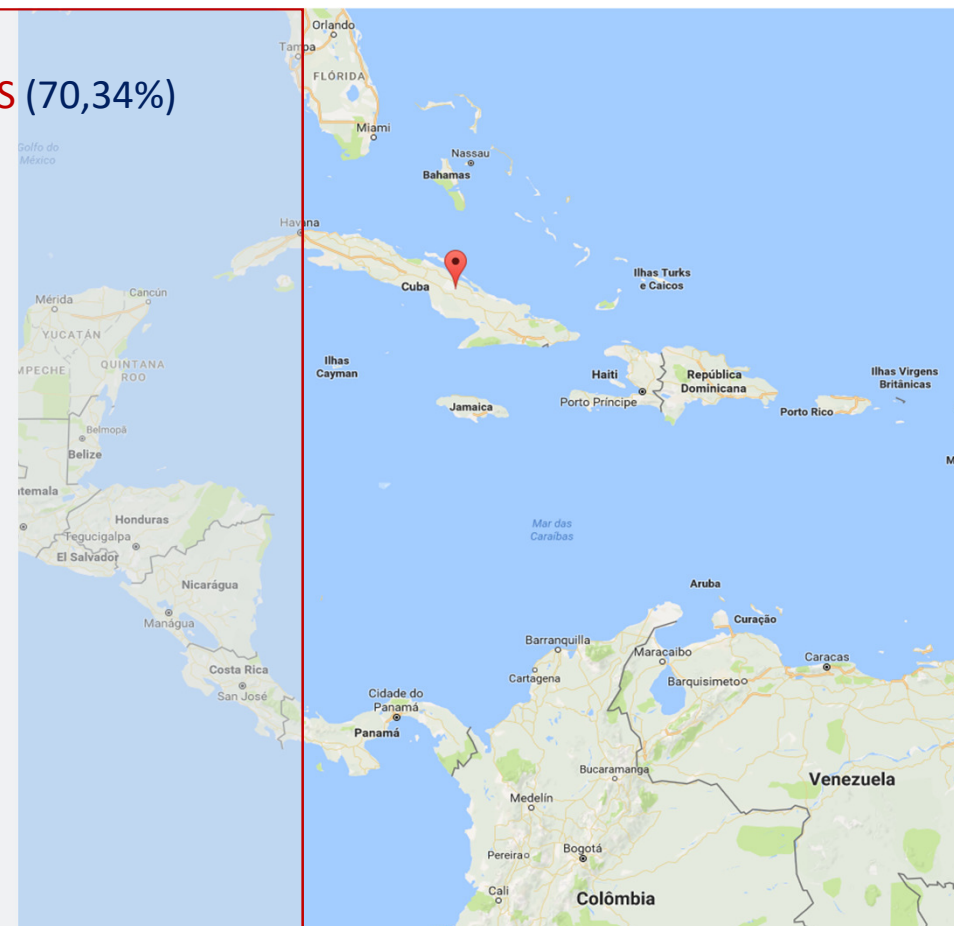 S (70,34%)
Orlando
Tampa
FLÓRIDA
Miami
Golfo do
México
Nassau
Bahamas
Havana
Cuba
Ilhas Turks
e Caicos
Mérida
Cancún
YUCATÁN
MPECHE
QUINTANA
ROO
Ilhas
Cayman
Haiti
República
Dominicana
Ilhas Virgens
Britânicas
Jamaica
Porto Príncipe
Porto Rico
Belmopã
Belize
M
temala
Honduras
Tegucigalpa
El Salvador
Mar das
Caraíbas
Nicarágua
Manágua
Aruba
Curação
Barranquilla
Maracaibo
Caracas
Costa Rica
San José
Cartagena
Barquisimeto
Cidade do
Panamá
Panamá
Bucaramanga
Venezuela
Medelín
Pereira
Bogotá
Cali
Colômbia